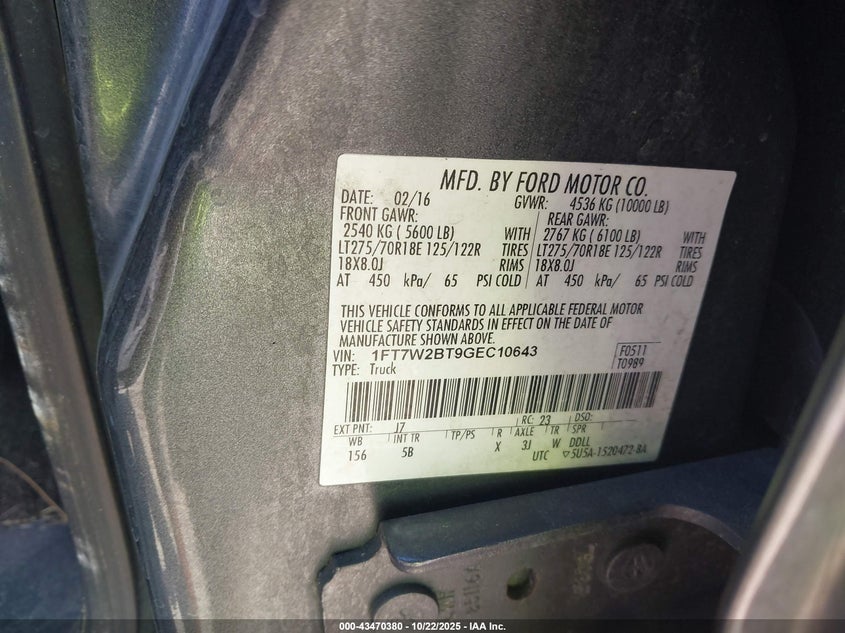 MFD. BY FORD MOTOR CO.
DATE: 02/16 GVWR: 4536 KG (10000 LB)
FRONT GAWR: REAR GAWR:
2540 KG ( 5600 LB) WITH 2767 KG ( 6100 LB) WITH
LT275/70R18E 125/122R TIRES LT275/70R18E 125/122R TIRES
18X8.0J RIMS 18X8.0J RIMS
AT 450 kPa/ 65 PSI COLD AT 450 kPa/ 65 PSI COLD
THIS VEHICLE CONFORMS TO ALL APPLICABLE FEDERAL MOTOR
VEHICLE SAFETY STANDARDS IN EFFECT ON THE DATE OF
MANUFACTURE SHOWN ABOVE.
VIN: 1FT7W2BT9GEC10643 F0511
TYPE: Truck T0989
EXT PNT: J7 RC: 23 DSO:
WB INT TR TP/PS R AXLE TR SPR
156 5B X 3J W DDLL
UTC ▽5U5A-1520472-BA
000-43470380 - 10/22/2025 - IAA Inc.